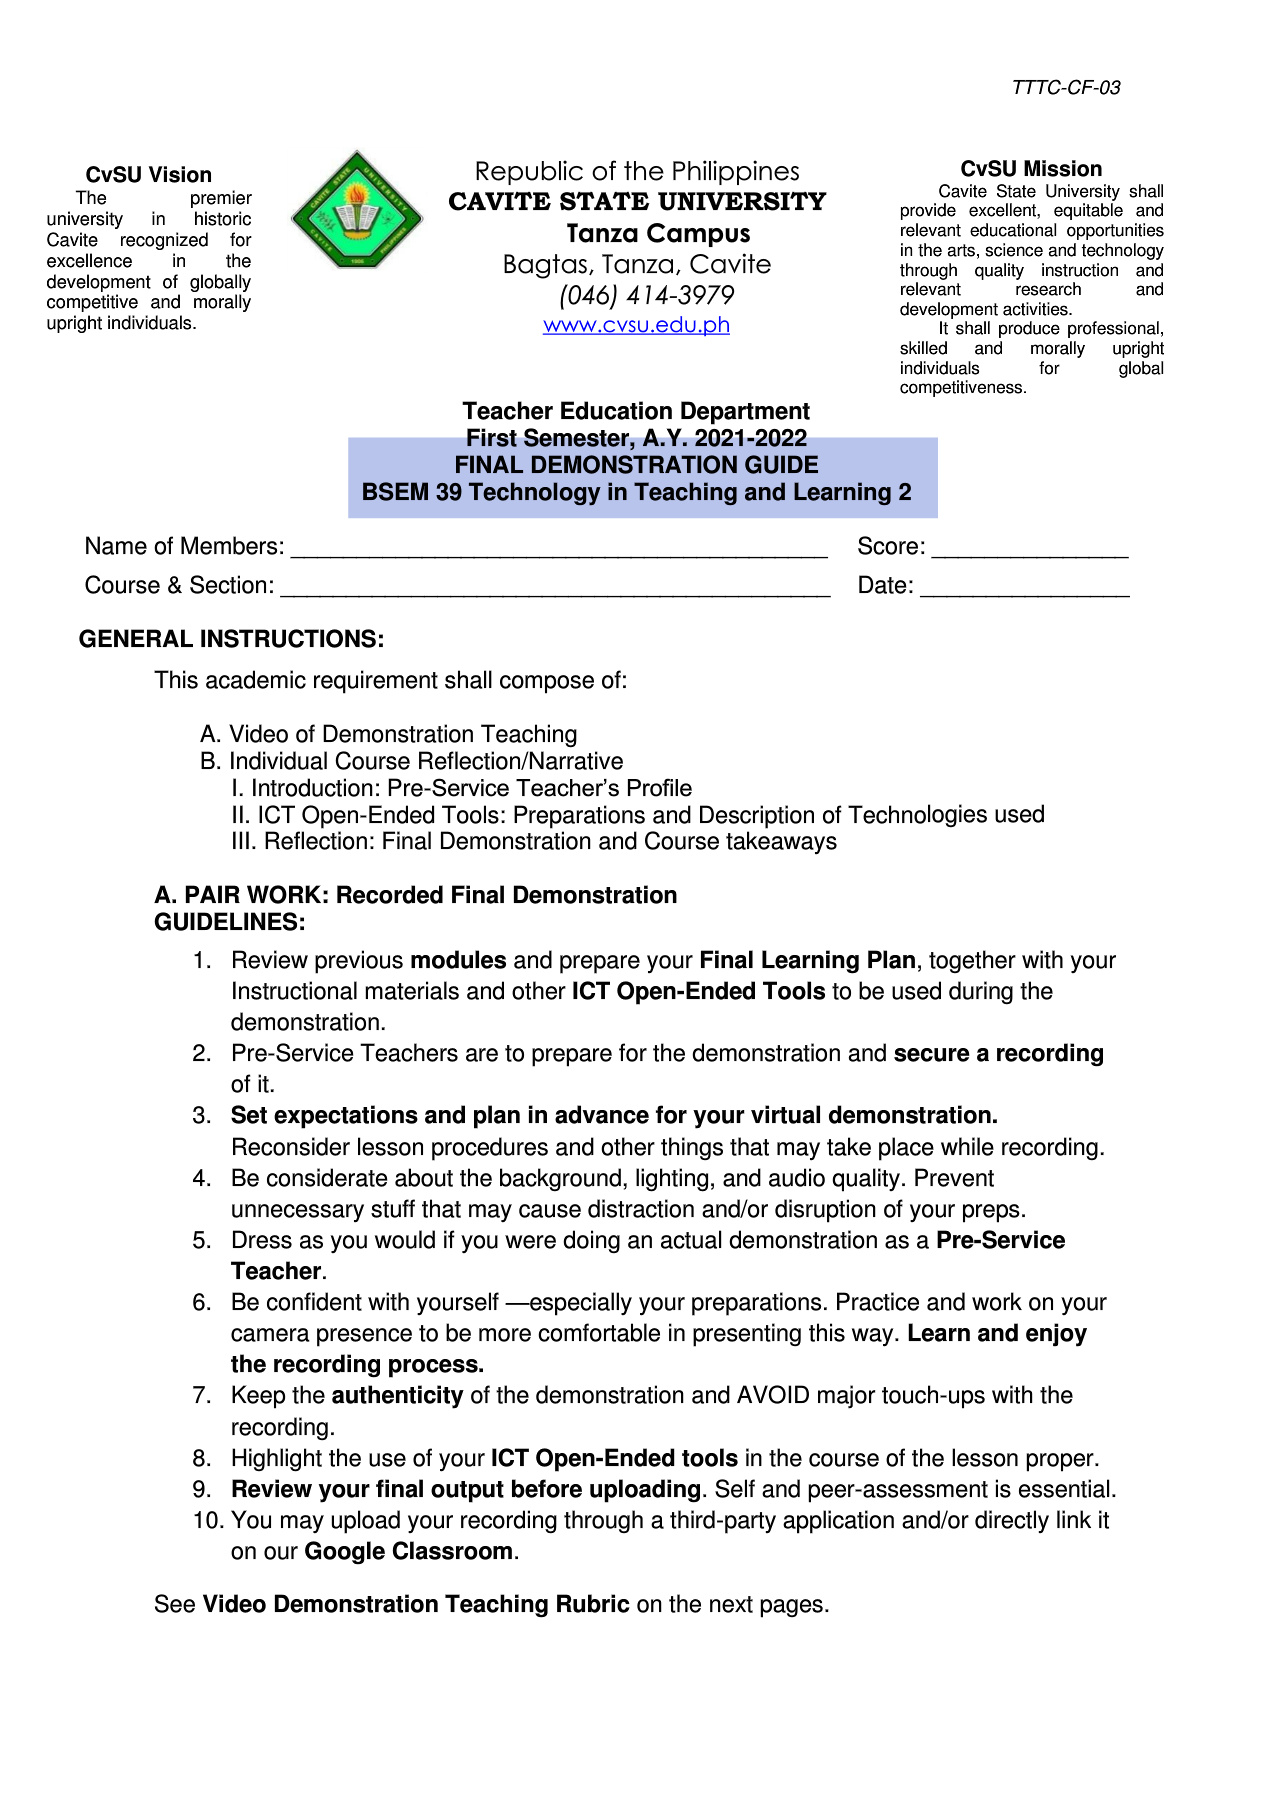 TTTC-CF-03
CvSU Vision
The premier
university in historic
Cavite recognized for
excellence in the
development of globally
competitive and morally
upright individuals.
Republic of the Philippines
CAVITE STATE UNIVERSITY
Tanza Campus
Bagtas, Tanza, Cavite
(046) 414-3979
www.cvsu.edu.ph
CvSU Mission
Cavite State University shall
provide excellent, equitable and
relevant educational opportunities
in the arts, science and technology
through quality instruction and
relevant research and
development activities.
It shall produce professional,
skilled and morally upright
individuals for global
competitiveness.
Teacher Education Department
First Semester, A.Y. 2021-2022
FINAL DEMONSTRATION GUIDE
BSEM 39 Technology in Teaching and Learning 2
Name of Members: ________________________________________ Score: _______________
Course & Section: _________________________________________ Date: ________________
GENERAL INSTRUCTIONS:
This academic requirement shall compose of:
A. Video of Demonstration Teaching
B. Individual Course Reflection/Narrative
I. Introduction: Pre-Service Teacher’s Profile
II. ICT Open-Ended Tools: Preparations and Description of Technologies used
III. Reflection: Final Demonstration and Course takeaways
A. PAIR WORK: Recorded Final Demonstration
GUIDELINES:
1. Review previous modules and prepare your Final Learning Plan, together with your
Instructional materials and other ICT Open-Ended Tools to be used during the
demonstration.
2. Pre-Service Teachers are to prepare for the demonstration and secure a recording
of it.
3. Set expectations and plan in advance for your virtual demonstration.
Reconsider lesson procedures and other things that may take place while recording.
4. Be considerate about the background, lighting, and audio quality. Prevent
unnecessary stuff that may cause distraction and/or disruption of your preps.
5. Dress as you would if you were doing an actual demonstration as a Pre-Service
Teacher.
6. Be confident with yourself —especially your preparations. Practice and work on your
camera presence to be more comfortable in presenting this way. Learn and enjoy
the recording process.
7. Keep the authenticity of the demonstration and AVOID major touch-ups with the
recording.
8. Highlight the use of your ICT Open-Ended tools in the course of the lesson proper.
9. Review your final output before uploading. Self and peer-assessment is essential.
10. You may upload your recording through a third-party application and/or directly link it
on our Google Classroom.
See Video Demonstration Teaching Rubric on the next pages.